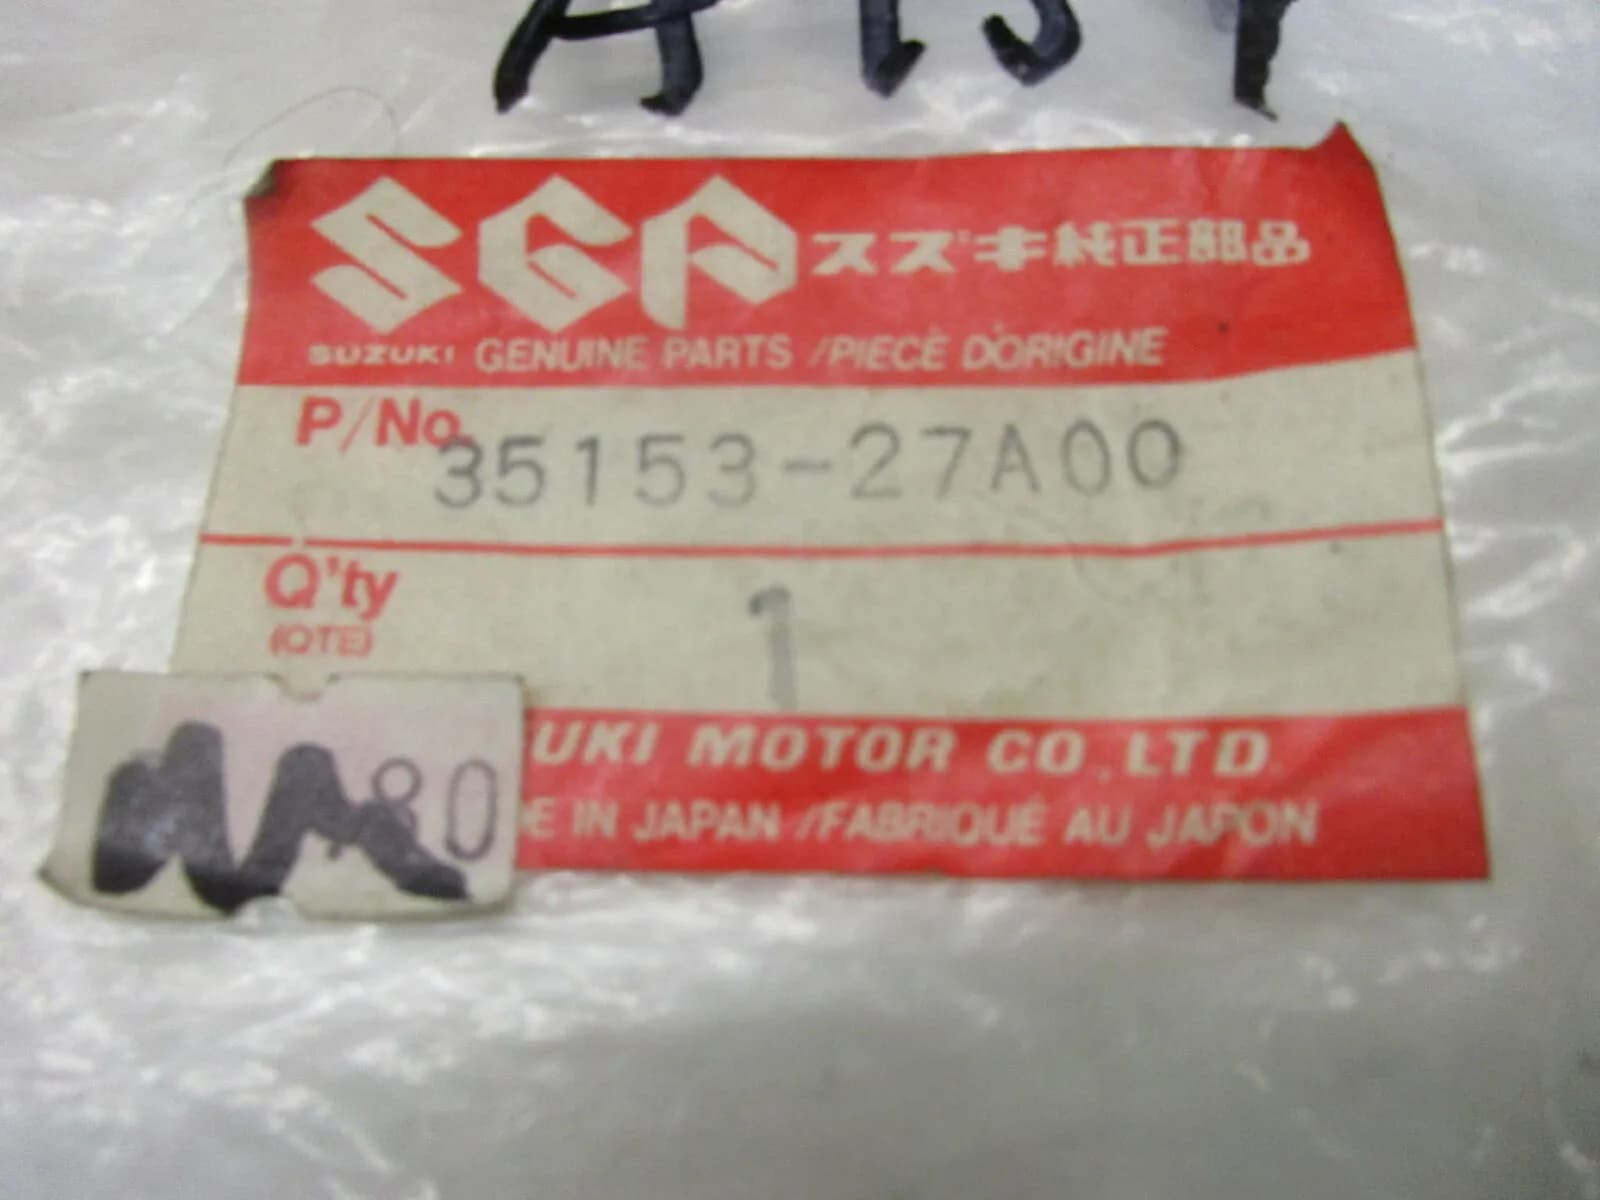 SGP スズキ純正部品
SUZUKI GENUINE PARTS /PIECE D'ORIGINE
P/No. 35153-27A00
Q'ty 1
(QTE)
UKI MOTOR CO.,LTD.
80
E IN JAPAN /FABRIQUÉ AU JAPON